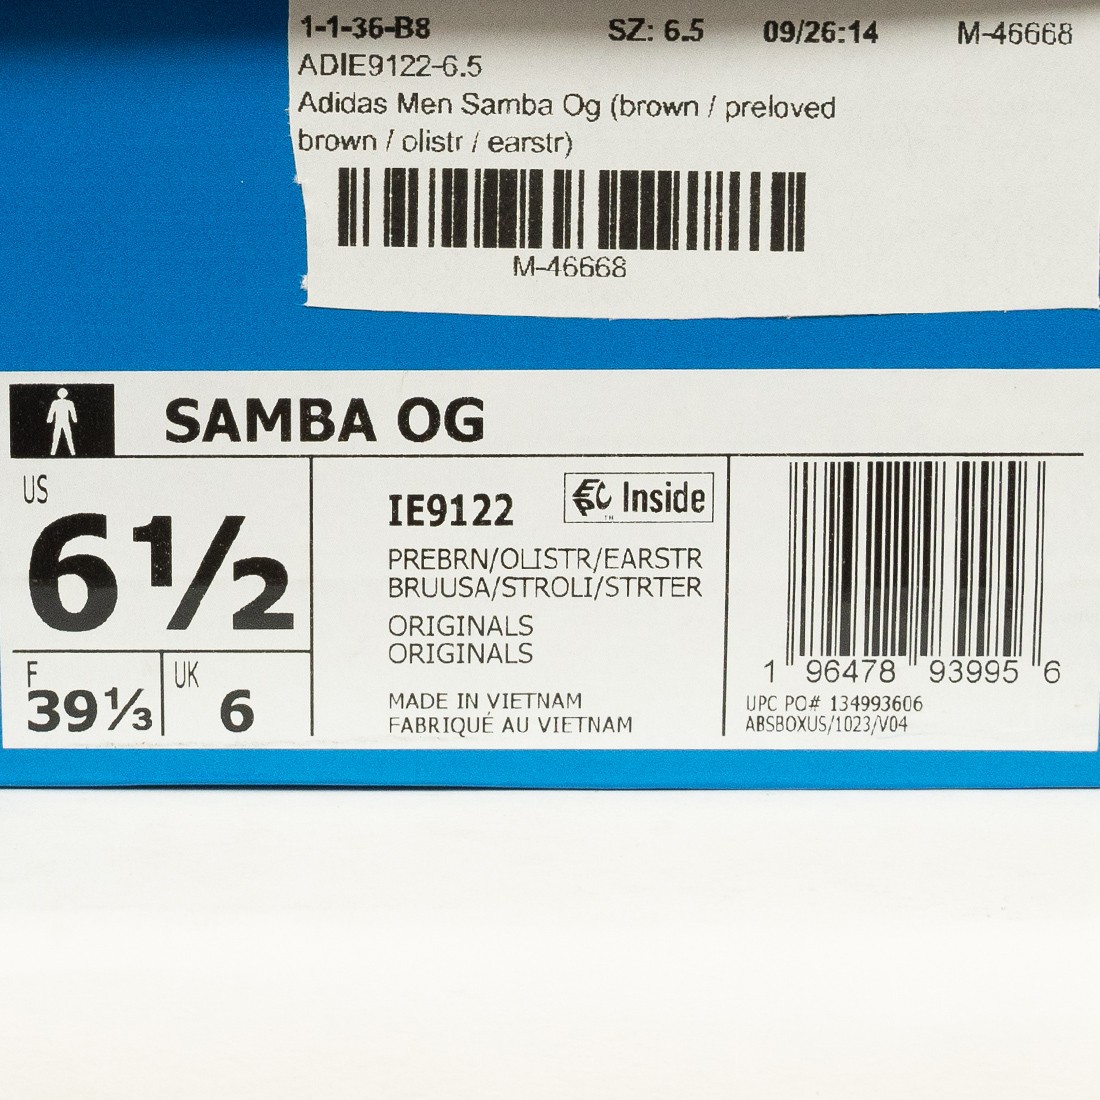 1-1-36-B8 SZ: 6.5 09/26:14 M-46668
ADIE9122-6.5
Adidas Men Samba Og (brown / preloved
brown / olistr / earstr)
M-46668
SAMBA OG
US
6½
F
39⅓
UK
6
IE9122
EPC Inside
™
PREBRN/OLISTR/EARSTR
BRUUSA/STROLI/STRTER
ORIGINALS
ORIGINALS
MADE IN VIETNAM
FABRIQUÉ AU VIETNAM
1 96478 93995 6
UPC PO# 134993606
ABSBOXUS/1023/V04